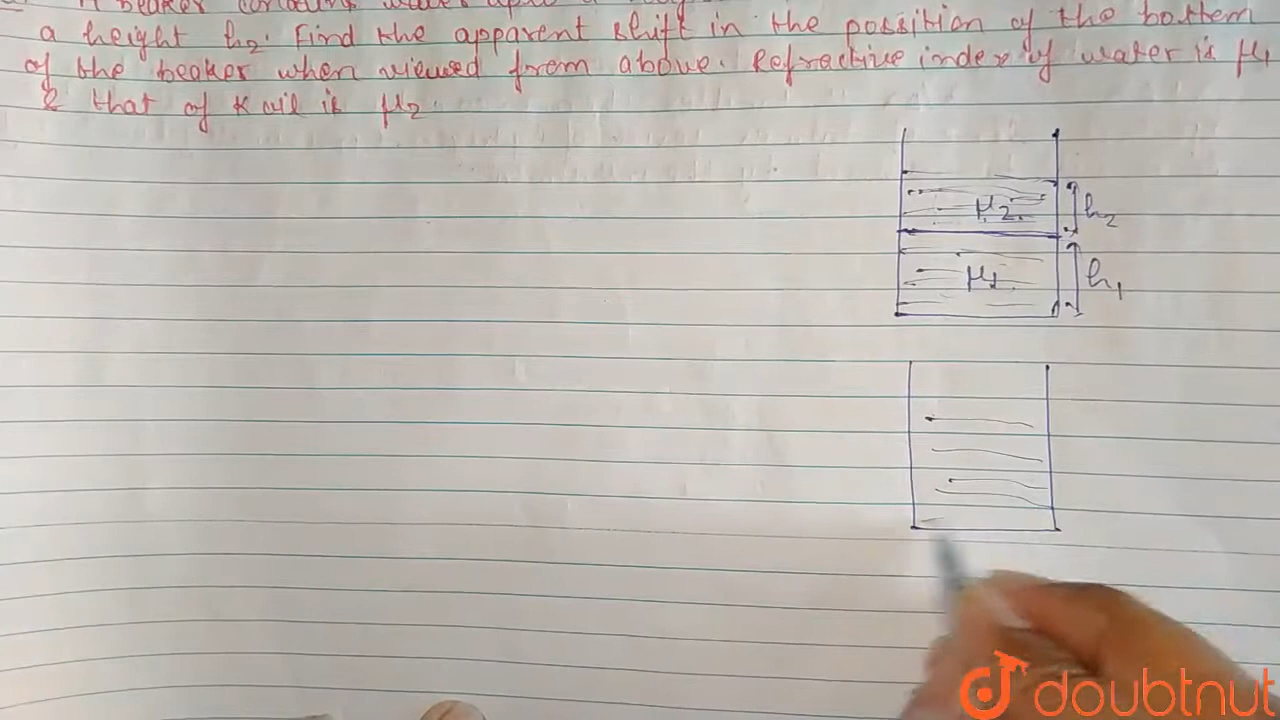 a height h₂. Find the apparent shift in the possition of the bottem
of the beaker when viewed from above. Refractive index of water is μ₁
& that of K oil is μ₂.
μ₂
h₂
μ₁
h₁
doubtnut